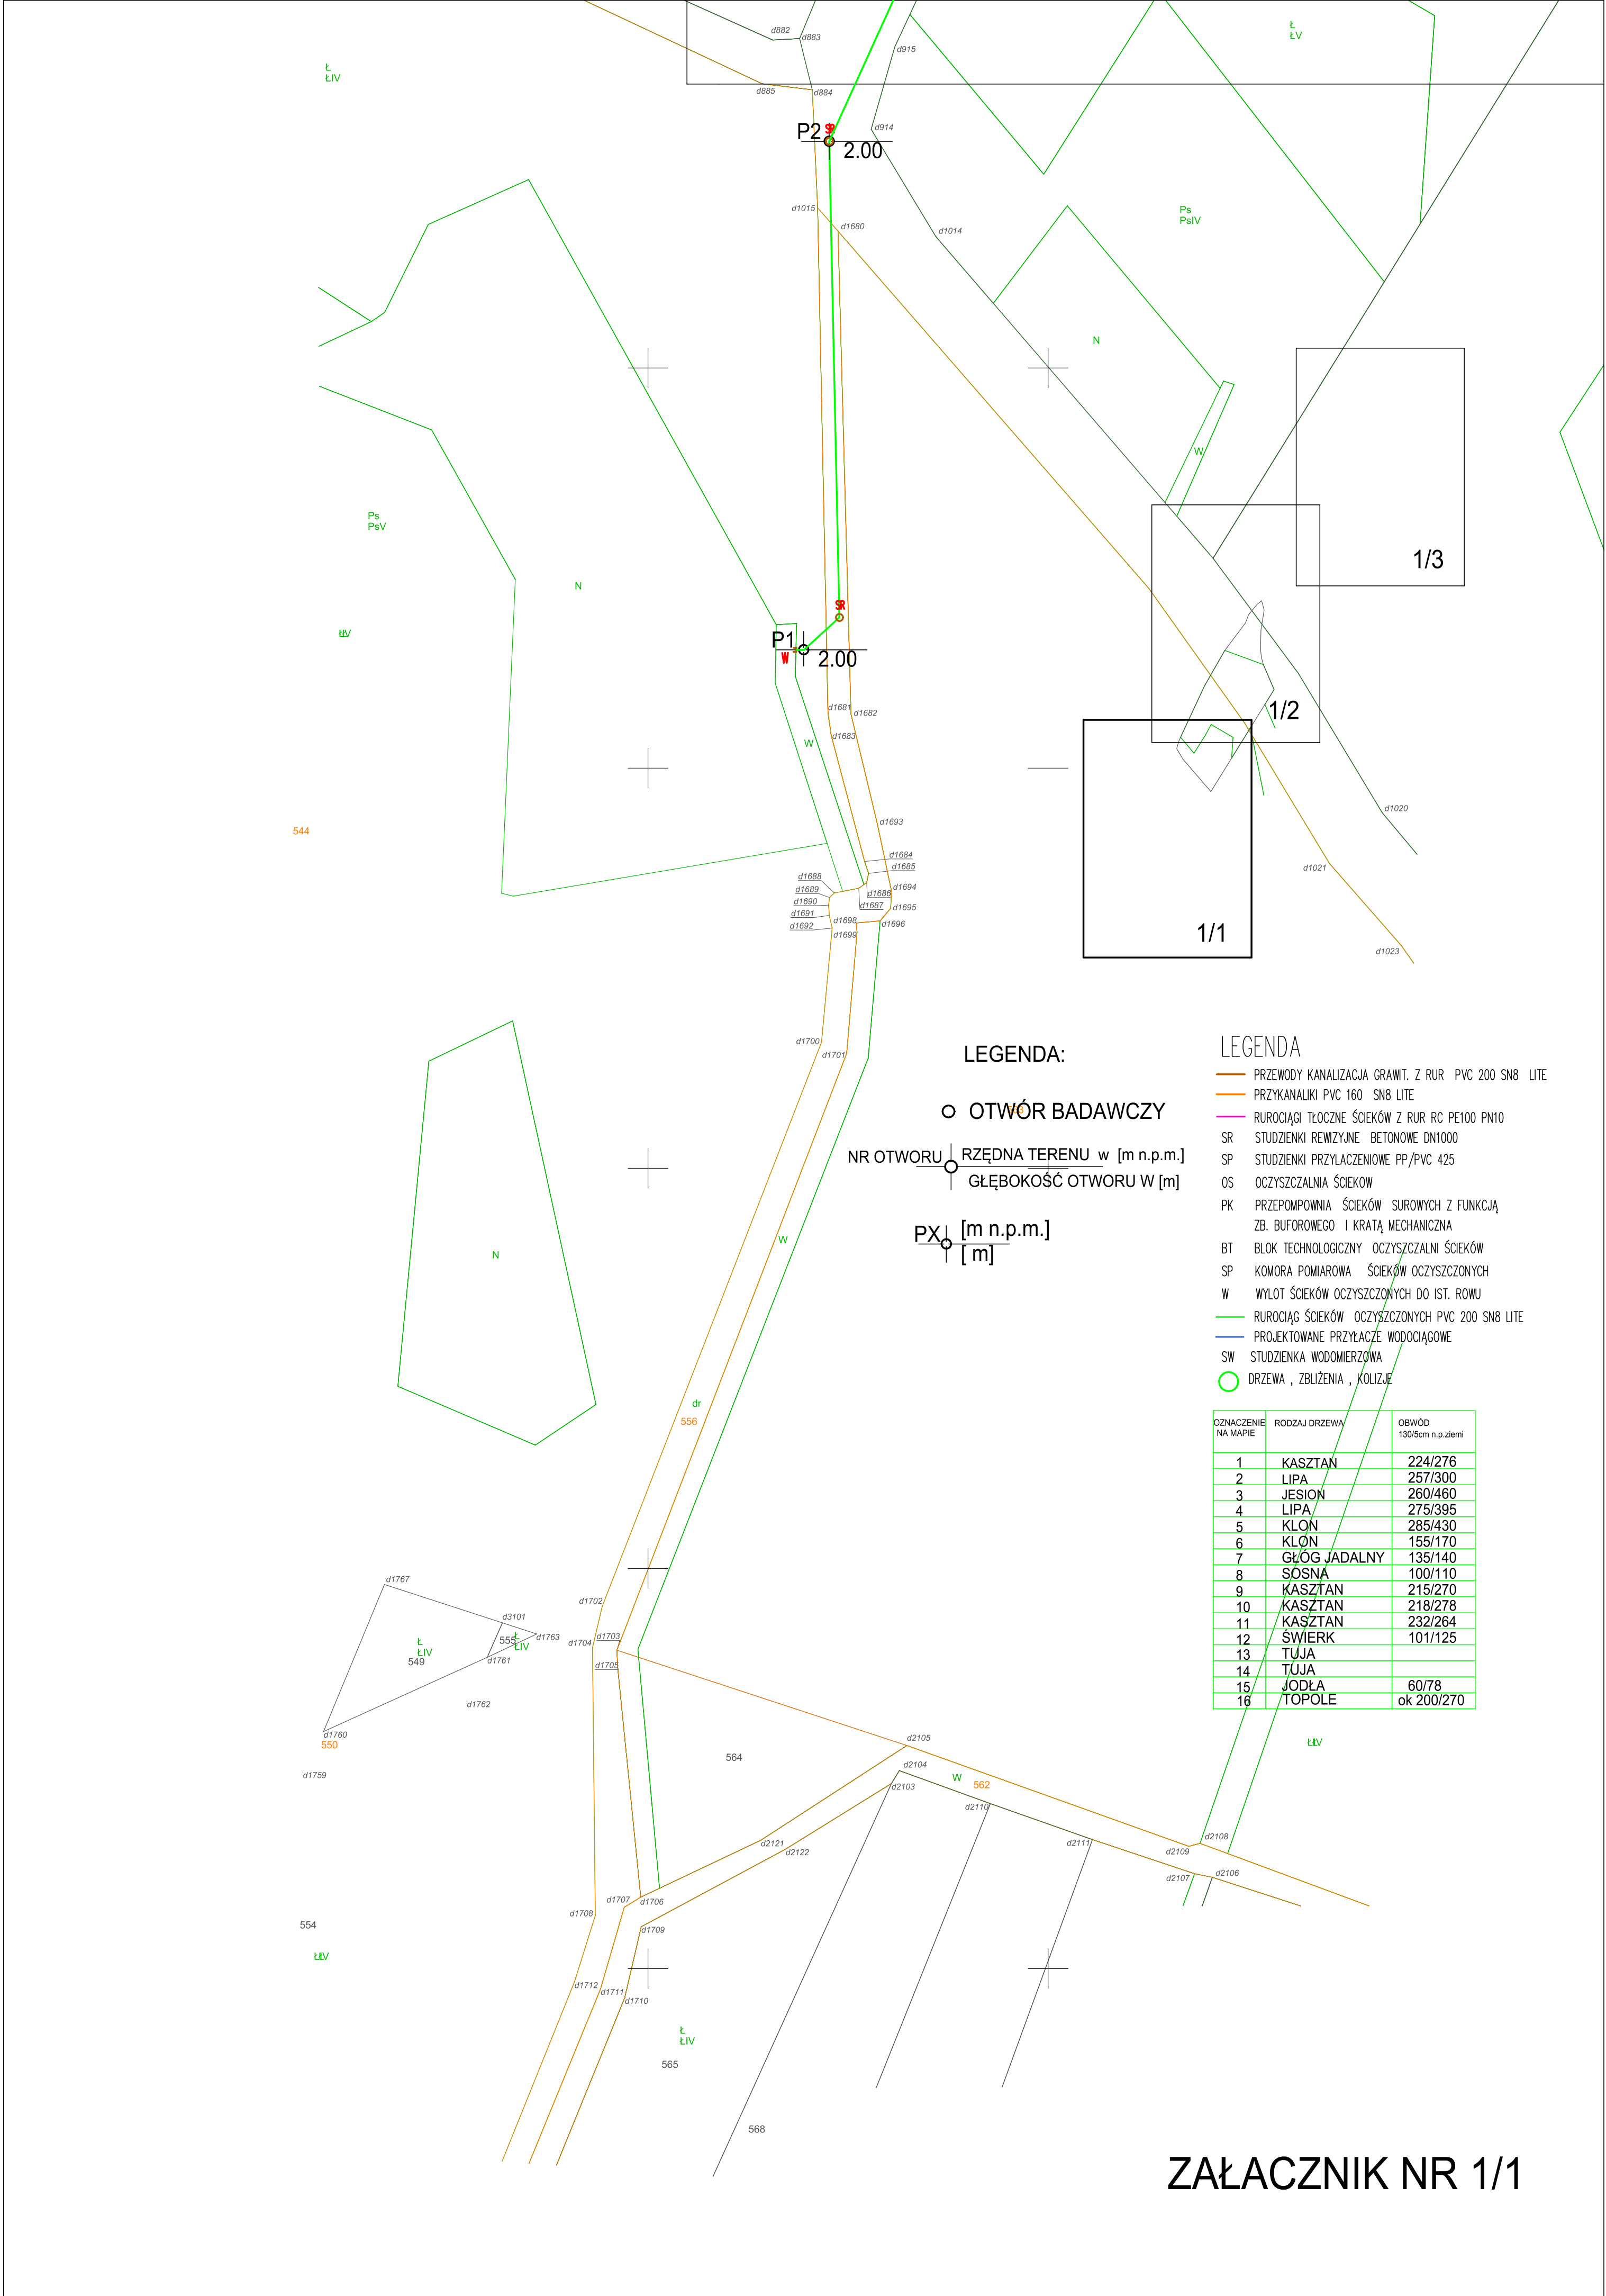 Ł
ŁIV
d882
d883
d915
Ł
ŁV
d885
d884
P2
2.00
d914
d1015
d1680
d1014
Ps
PsIV
N
W
Ps
PsV
N
1/3
SR
P1
W
2.00
1/2
d1681
d1682
d1683
W
544
d1693
d1020
d1684
d1685
d1021
d1688
d1689
d1686
d1694
d1690
d1687
d1695
d1691
d1698
d1696
d1692
d1699
1/1
d1023
d1700
d1701
LEGENDA:
OTWÓR BADAWCZY
NR OTWORU
RZĘDNA TERENU w [m n.p.m.]
GŁĘBOKOŚĆ OTWORU W [m]
PX
[m n.p.m.]
[ m]
LEGENDA
PRZEWODY KANALIZACJA GRAWIT. Z RUR PVC 200 SN8 LITE
PRZYKANALIKI PVC 160 SN8 LITE
RUROCIĄGI TŁOCZNE ŚCIEKÓW Z RUR RC PE100 PN10
SR STUDZIENKI REWIZYJNE BETONOWE DN1000
SP STUDZIENKI PRZYLACZENIOWE PP/PVC 425
OS OCZYSZCZALNIA ŚCIEKOW
PK PRZEPOMPOWNIA ŚCIEKÓW SUROWYCH Z FUNKCJĄ
ZB. BUFOROWEGO I KRATĄ MECHANICZNA
BT BLOK TECHNOLOGICZNY OCZYSZCZALNI ŚCIEKÓW
SP KOMORA POMIAROWA ŚCIEKÓW OCZYSZCZONYCH
W WYLOT ŚCIEKÓW OCZYSZCZONYCH DO IST. ROWU
RUROCIĄG ŚCIEKÓW OCZYSZCZONYCH PVC 200 SN8 LITE
PROJEKTOWANE PRZYŁACZE WODOCIĄGOWE
SW STUDZIENKA WODOMIERZOWA
DRZEWA , ZBLIŻENIA , KOLIZJE
OZNACZENIE NA MAPIE RODZAJ DRZEWA OBWÓD 130/5cm n.p.ziemi
1 KASZTAN 224/276
2 LIPA 257/300
3 JESION 260/460
4 LIPA 275/395
5 KLON 285/430
6 KLON 155/170
7 GŁÓG JADALNY 135/140
8 SOSNA 100/110
9 KASZTAN 215/270
10 KASZTAN 218/278
11 KASZTAN 232/264
12 ŚWIERK 101/125
13 TUJA
14 TUJA
15 JODŁA 60/78
16 TOPOLE ok 200/270
N
W
dr
556
d1767
d1702
d3101
555
Ł
ŁIV
d1763
d1704
d1703
Ł
ŁIV
549
d1761
d1705
d1762
d1760
550
d1759
564
d2105
d2104
W
562
d2103
d2110
d2108
d2111
d2121
d2122
d2109
d2107
d2106
d1707
d1706
d1708
d1709
554
d1712
d1711
d1710
Ł
ŁIV
565
568
ZAŁACZNIK NR 1/1